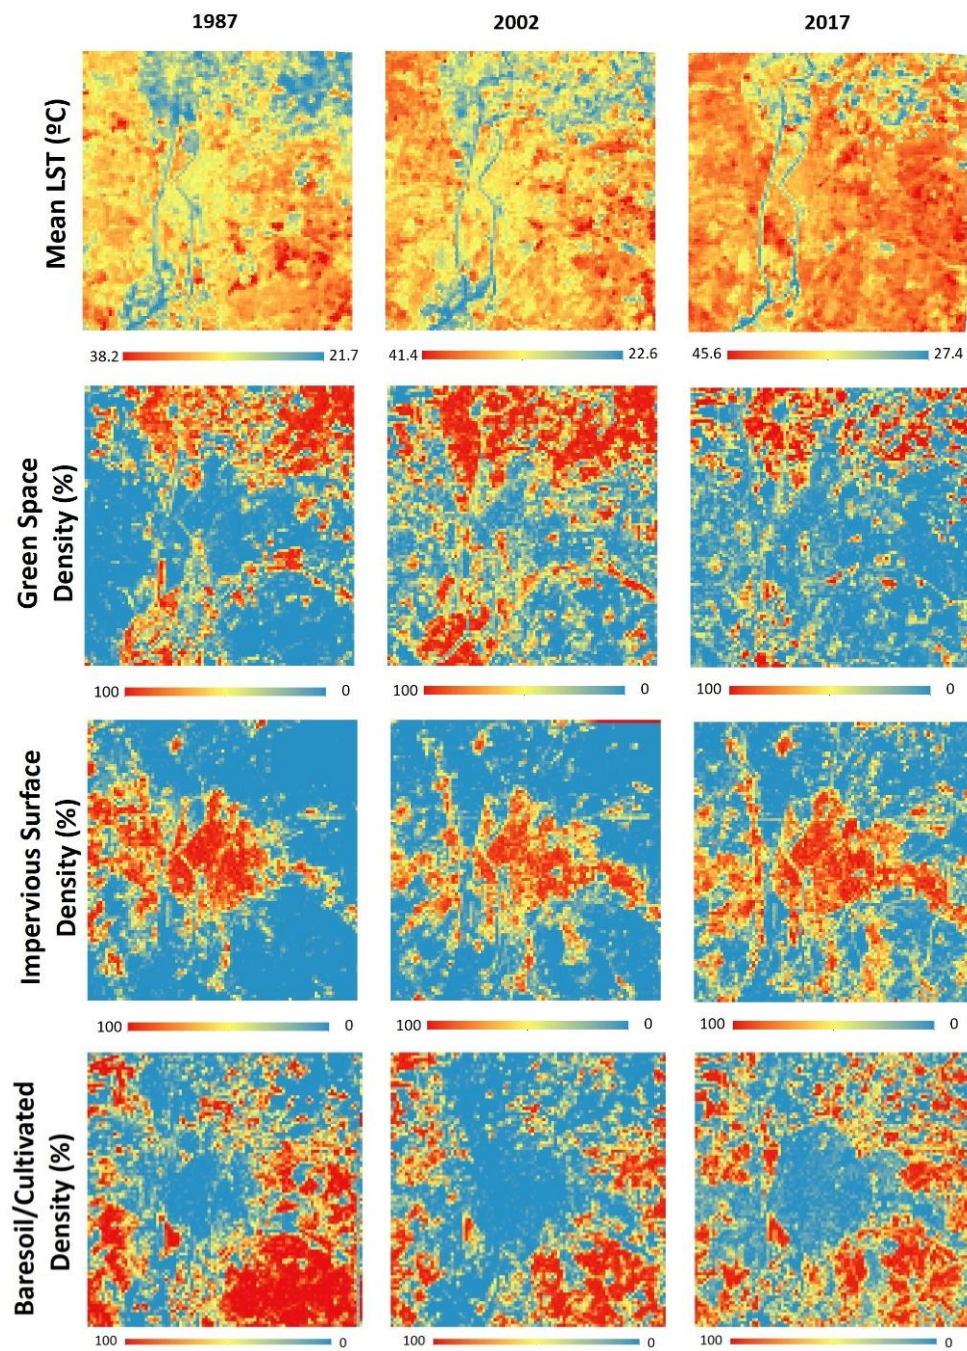 1987 2002 2017
Mean LST (ºC)
38.2 21.7 41.4 22.6 45.6 27.4
Green Space
Density (%)
100 0 100 0 100 0
Impervious Surface
Density (%)
100 0 100 0 100 0
Baresoil/Cultivated
Density (%)
100 0 100 0 100 0